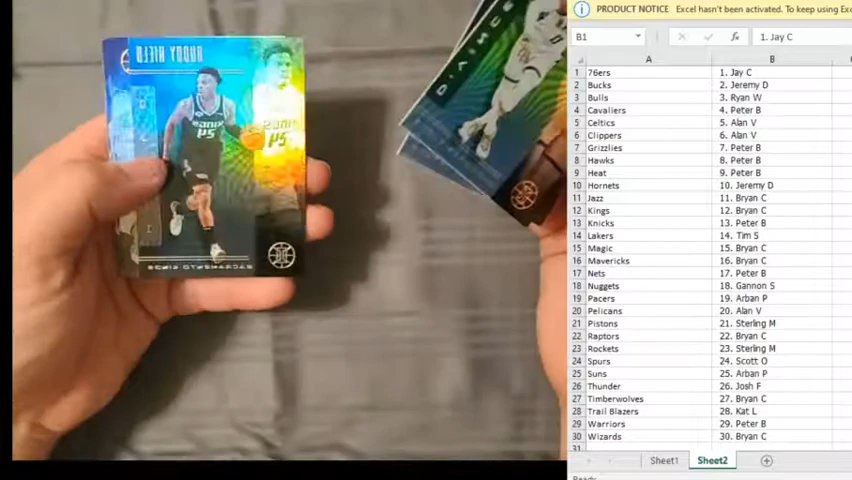 PRODUCT NOTICE Excel hasn't been activated. To keep using Exc
B1 fx 1. Jay C
A B
1 76ers 1. Jay C
2 Bucks 2. Jeremy D
3 Bulls 3. Ryan W
4 Cavaliers 4. Peter B
5 Celtics 5. Alan V
6 Clippers 6. Alan V
7 Grizzlies 7. Peter B
8 Hawks 8. Peter B
9 Heat 9. Peter B
10 Hornets 10. Jeremy D
11 Jazz 11. Bryan C
12 Kings 12. Bryan C
13 Knicks 13. Peter B
14 Lakers 14. Tim S
15 Magic 15. Bryan C
16 Mavericks 16. Bryan C
17 Nets 17. Peter B
18 Nuggets 18. Gannon S
19 Pacers 19. Arban P
20 Pelicans 20. Alan V
21 Pistons 21. Sterling M
22 Raptors 22. Bryan C
23 Rockets 23. Sterling M
24 Spurs 24. Scott O
25 Suns 25. Arban P
26 Thunder 26. Josh F
27 Timberwolves 27. Bryan C
28 Trail Blazers 28. Kat L
29 Warriors 29. Peter B
30 Wizards 30. Bryan C
31
Sheet1 Sheet2